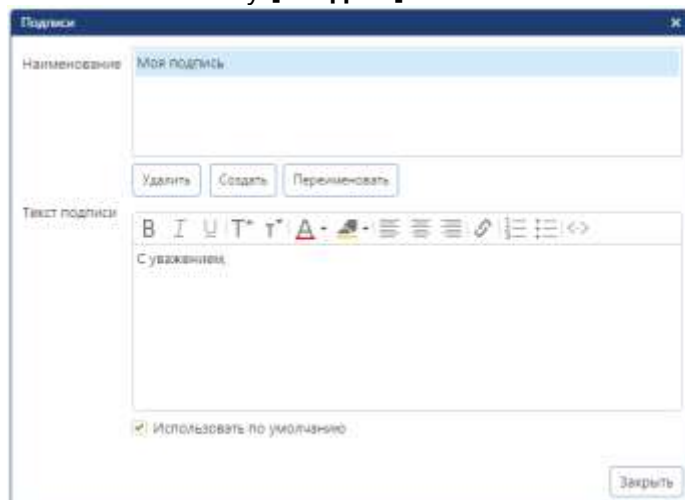 Подписи
Наименование Моя подпись
Удалить Создать Переименовать
Текст подписи
B I U T T A
С уважением,
Использовать по умолчанию
Закрыть